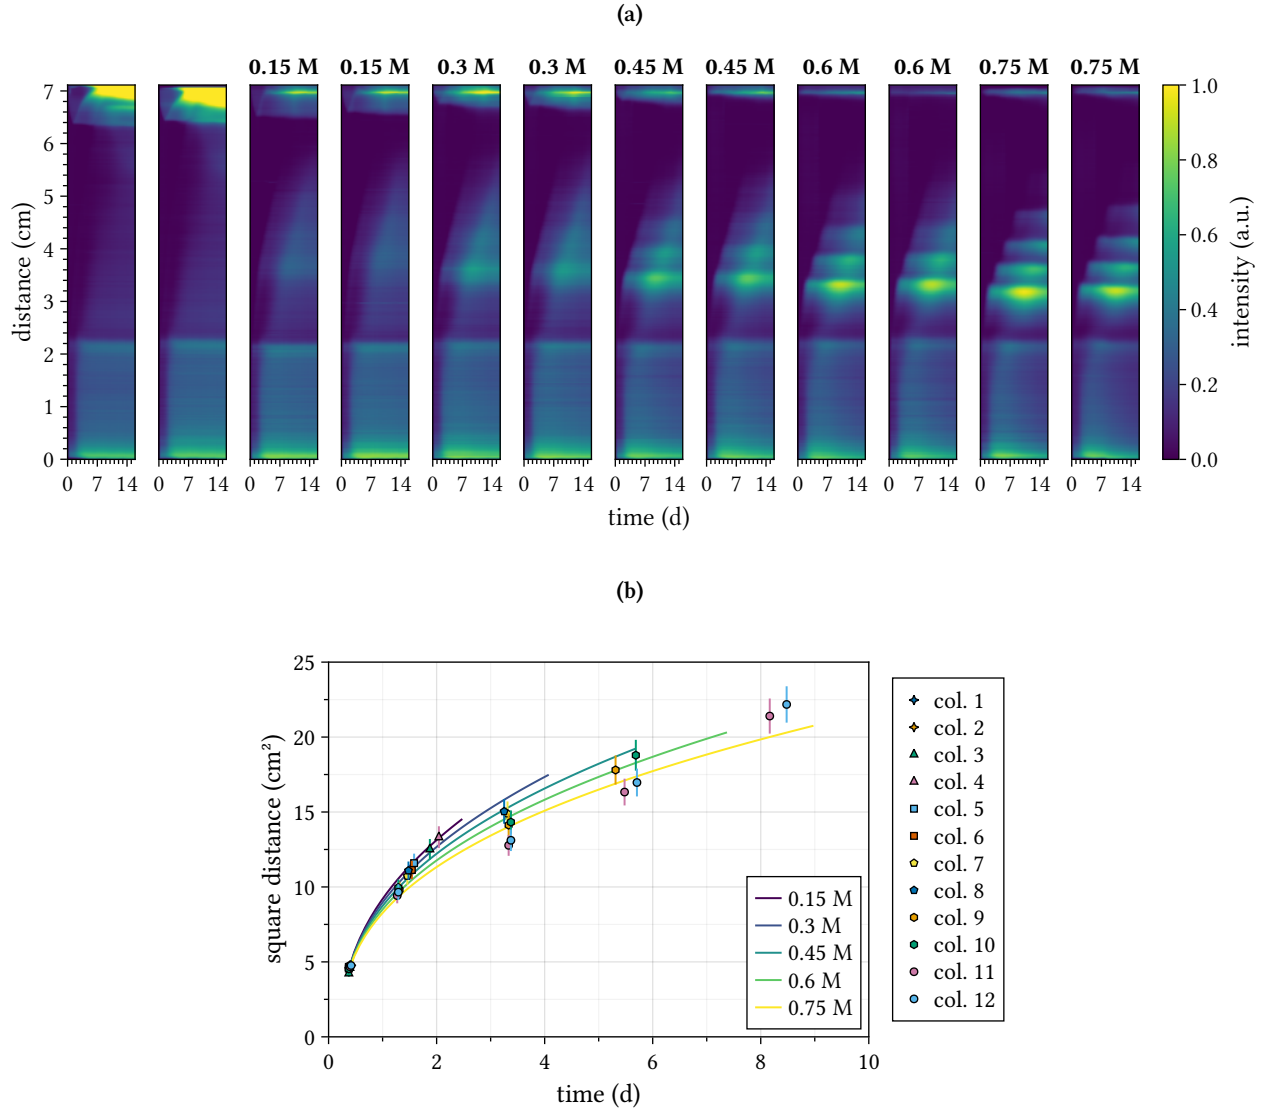 (a)
0.15 M 0.15 M 0.3 M 0.3 M 0.45 M 0.45 M 0.6 M 0.6 M 0.75 M 0.75 M
distance (cm)
7
6
5
4
3
2
1
0
0 7 14 0 7 14 0 7 14 0 7 14 0 7 14 0 7 14 0 7 14 0 7 14 0 7 14 0 7 14 0 7 14 0 7 14
time (d)
1.0
0.8
0.6
0.4
0.2
0.0
intensity (a.u.)
(b)
square distance (cm²)
25
20
15
10
5
0
0 2 4 6 8 10
time (d)
0.15 M
0.3 M
0.45 M
0.6 M
0.75 M
col. 1
col. 2
col. 3
col. 4
col. 5
col. 6
col. 7
col. 8
col. 9
col. 10
col. 11
col. 12